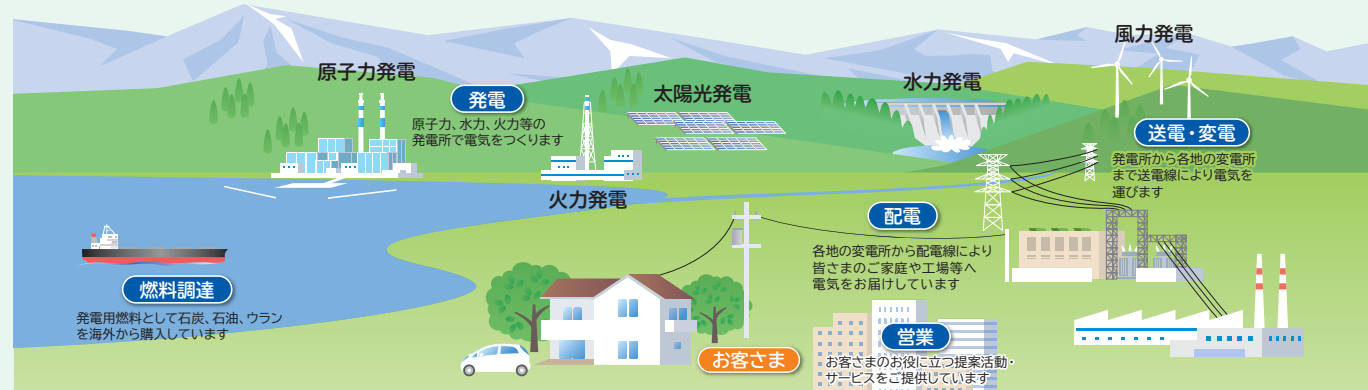 原子力発電
発電
原子力、水力、火力等の
発電所で電気をつくります
太陽光発電
水力発電
風力発電
送電・変電
発電所から各地の変電所
まで送電線により電気を
運びます
火力発電
配電
各地の変電所から配電線により
皆さまのご家庭や工場等へ
電気をお届けしています
燃料調達
発電用燃料として石炭、石油、ウラン
を海外から購入しています
お客さま
営業
お客さまのお役に立つ提案活動・
サービスをご提供しています